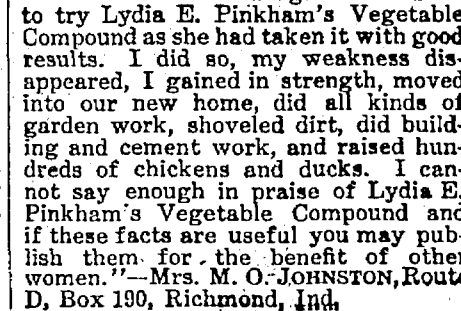 to try Lydia E. Pinkham's Vegetable
Compound as she had taken it with good
results. I did so, my weakness dis-
appeared, I gained in strength, moved
into our new home, did all kinds of
garden work, shoveled dirt, did build-
ing and cement work, and raised hun-
dreds of chickens and ducks. I can-
not say enough in praise of Lydia E.
Pinkham's Vegetable Compound and
if these facts are useful you may pub-
lish them for the benefit of other
women."—Mrs. M. O. JOHNSTON, Route
D, Box 190, Richmond, Ind.